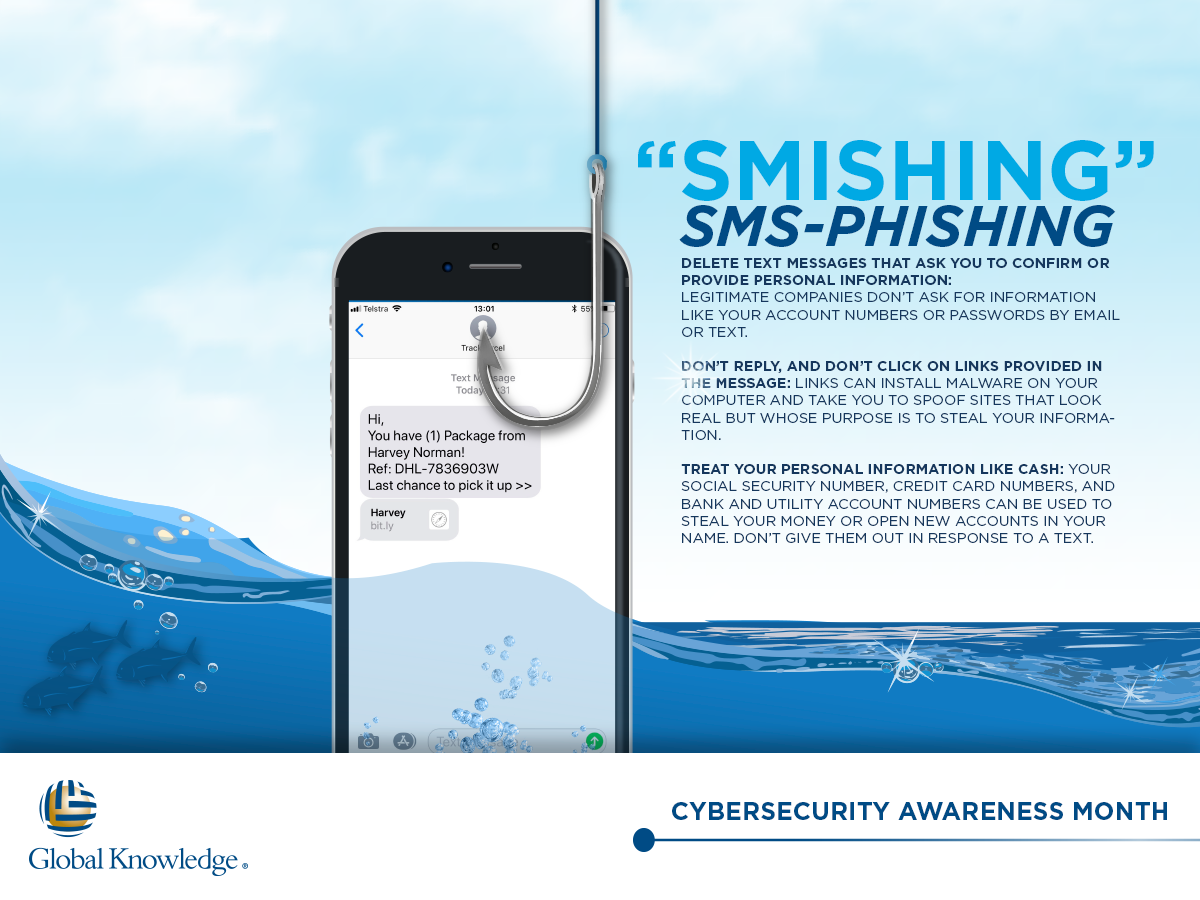 “SMISHING”
SMS-PHISHING
DELETE TEXT MESSAGES THAT ASK YOU TO CONFIRM OR
PROVIDE PERSONAL INFORMATION:
LEGITIMATE COMPANIES DON’T ASK FOR INFORMATION
LIKE YOUR ACCOUNT NUMBERS OR PASSWORDS BY EMAIL
OR TEXT.
DON’T REPLY, AND DON’T CLICK ON LINKS PROVIDED IN
THE MESSAGE: LINKS CAN INSTALL MALWARE ON YOUR
COMPUTER AND TAKE YOU TO SPOOF SITES THAT LOOK
REAL BUT WHOSE PURPOSE IS TO STEAL YOUR INFORMA-
TION.
TREAT YOUR PERSONAL INFORMATION LIKE CASH: YOUR
SOCIAL SECURITY NUMBER, CREDIT CARD NUMBERS, AND
BANK AND UTILITY ACCOUNT NUMBERS CAN BE USED TO
STEAL YOUR MONEY OR OPEN NEW ACCOUNTS IN YOUR
NAME. DON’T GIVE THEM OUT IN RESPONSE TO A TEXT.
Telstra 13:01
Text Message
Today
Hi,
You have (1) Package from
Harvey Norman!
Ref: DHL-7836903W
Last chance to pick it up >>
Harvey
bit.ly
Text Message
Global Knowledge®
CYBERSECURITY AWARENESS MONTH